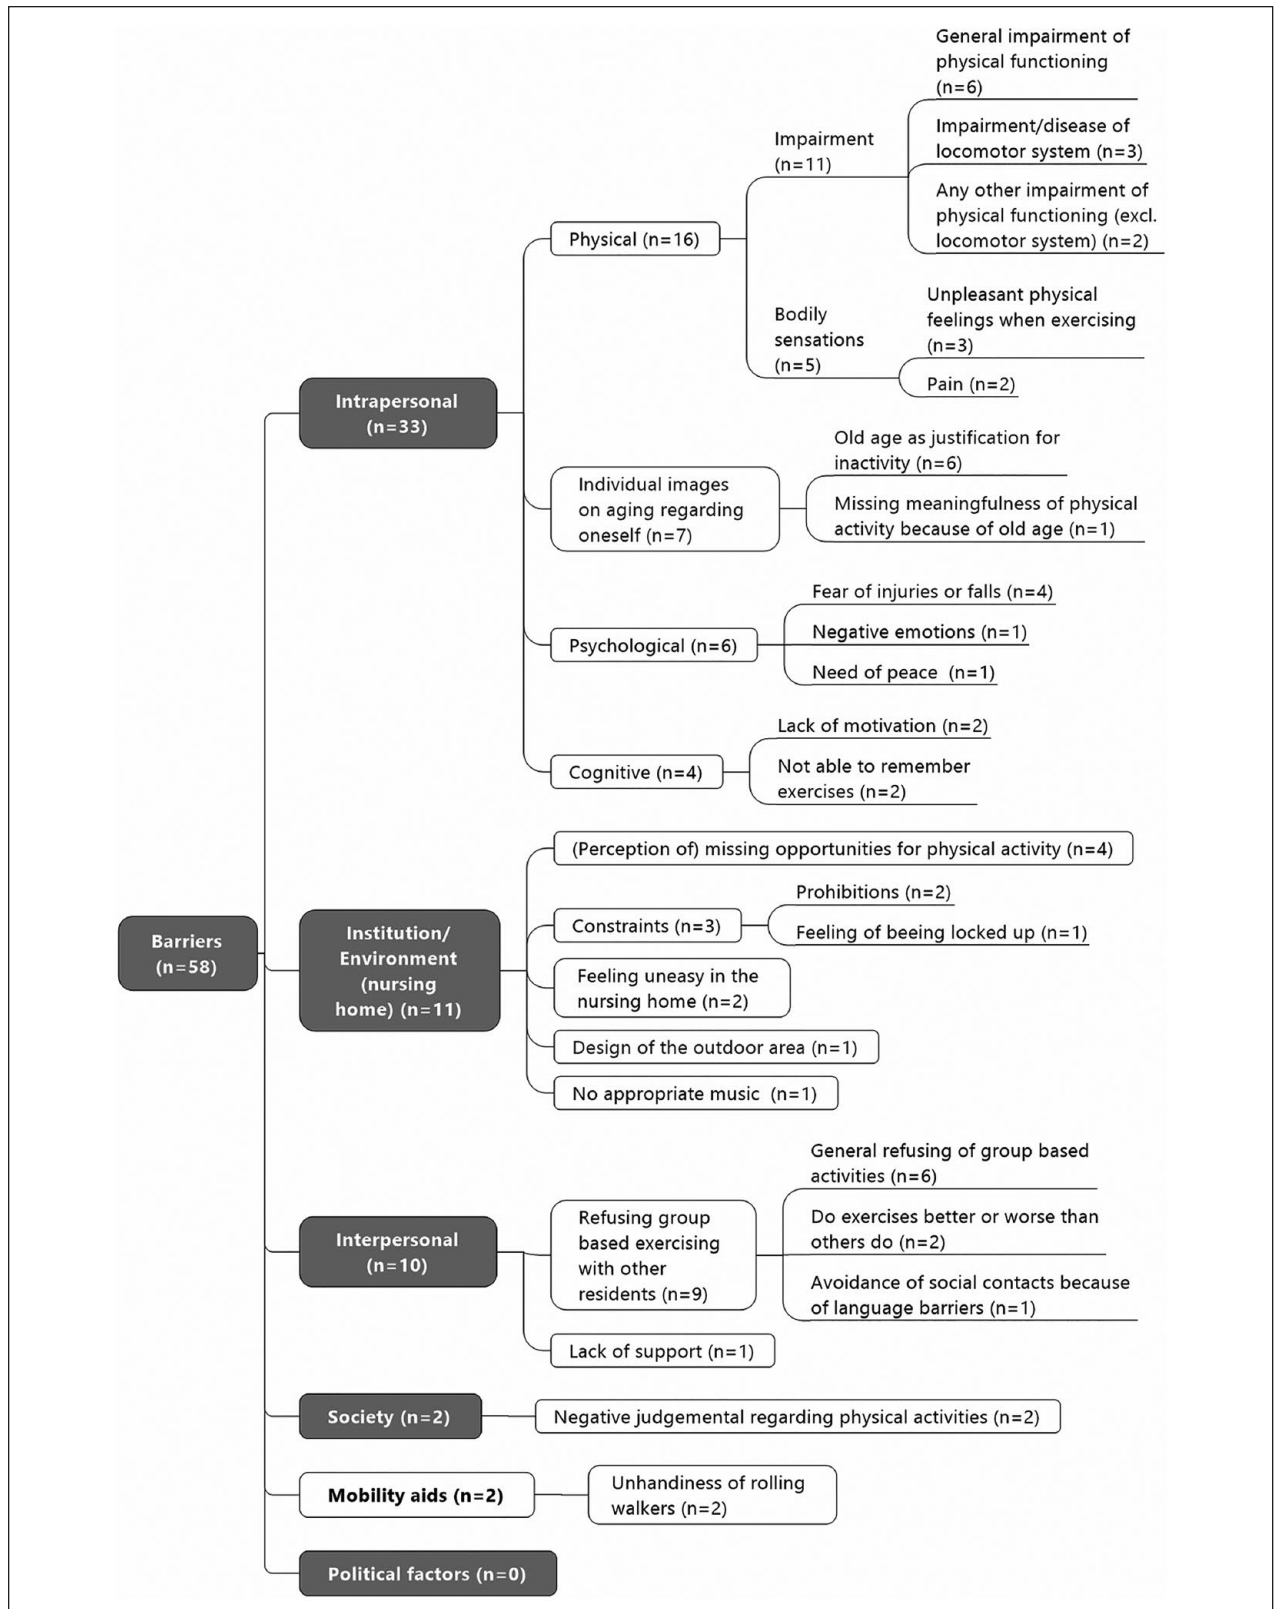 General impairment of
physical functioning
(n=6)
Impairment/disease of
locomotor system (n=3)
Impairment
(n=11)
Any other impairment of
physical functioning (excl.
locomotor system) (n=2)
Physical (n=16)
Unpleasant physical
feelings when exercising
(n=3)
Bodily
sensations
(n=5)
Pain (n=2)
Intrapersonal
(n=33)
Old age as justification for
inactivity (n=6)
Individual images
on aging regarding
oneself (n=7)
Missing meaningfulness of physical
activity because of old age (n=1)
Fear of injuries or falls (n=4)
Psychological (n=6)
Negative emotions (n=1)
Need of peace (n=1)
Lack of motivation (n=2)
Cognitive (n=4)
Not able to remember
exercises (n=2)
(Perception of) missing opportunities for physical activity (n=4)
Prohibitions (n=2)
Constraints (n=3)
Feeling of beeing locked up (n=1)
Barriers
(n=58)
Institution/
Environment
(nursing
home) (n=11)
Feeling uneasy in the
nursing home (n=2)
Design of the outdoor area (n=1)
No appropriate music (n=1)
General refusing of group based
activities (n=6)
Interpersonal
(n=10)
Refusing group
based exercising
with other
residents (n=9)
Do exercises better or worse than
others do (n=2)
Avoidance of social contacts because
of language barriers (n=1)
Lack of support (n=1)
Society (n=2)
Negative judgemental regarding physical activities (n=2)
Mobility aids (n=2)
Unhandiness of rolling
walkers (n=2)
Political factors (n=0)